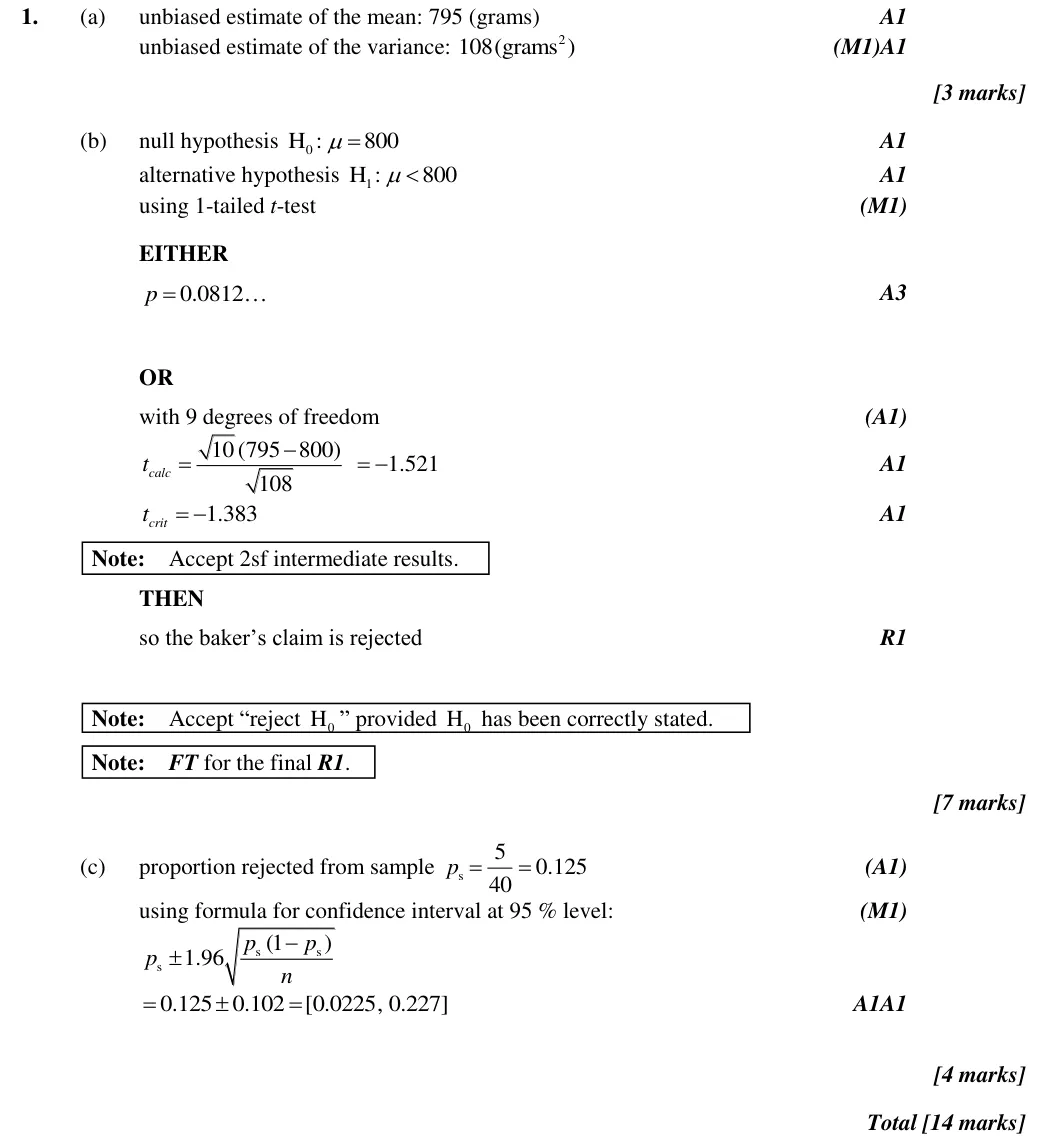 1. (a) unbiased estimate of the mean: 795 (grams) A1
unbiased estimate of the variance: 108(grams²) (M1)A1
[3 marks]
(b) null hypothesis H₀ : μ = 800 A1
alternative hypothesis H₁ : μ < 800 A1
using 1-tailed t-test (M1)
EITHER
p = 0.0812… A3
OR
with 9 degrees of freedom (A1)
t_calc = √10 (795 − 800) / √108 = −1.521 A1
t_crit = −1.383 A1
Note: Accept 2sf intermediate results.
THEN
so the baker’s claim is rejected R1
Note: Accept “reject H₀ ” provided H₀ has been correctly stated.
Note: FT for the final R1.
[7 marks]
(c) proportion rejected from sample pₛ = 5/40 = 0.125 (A1)
using formula for confidence interval at 95 % level: (M1)
pₛ ± 1.96√(pₛ (1 − pₛ) / n)
= 0.125 ± 0.102 = [0.0225, 0.227] A1A1
[4 marks]
Total [14 marks]